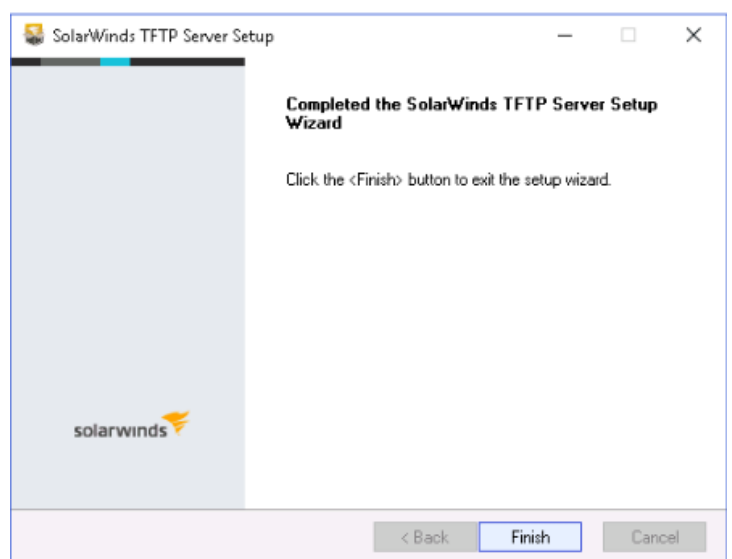 SolarWinds TFTP Server Setup
Completed the SolarWinds TFTP Server Setup
Wizard
Click the <Finish> button to exit the setup wizard.
solarwinds
< Back
Finish
Cancel